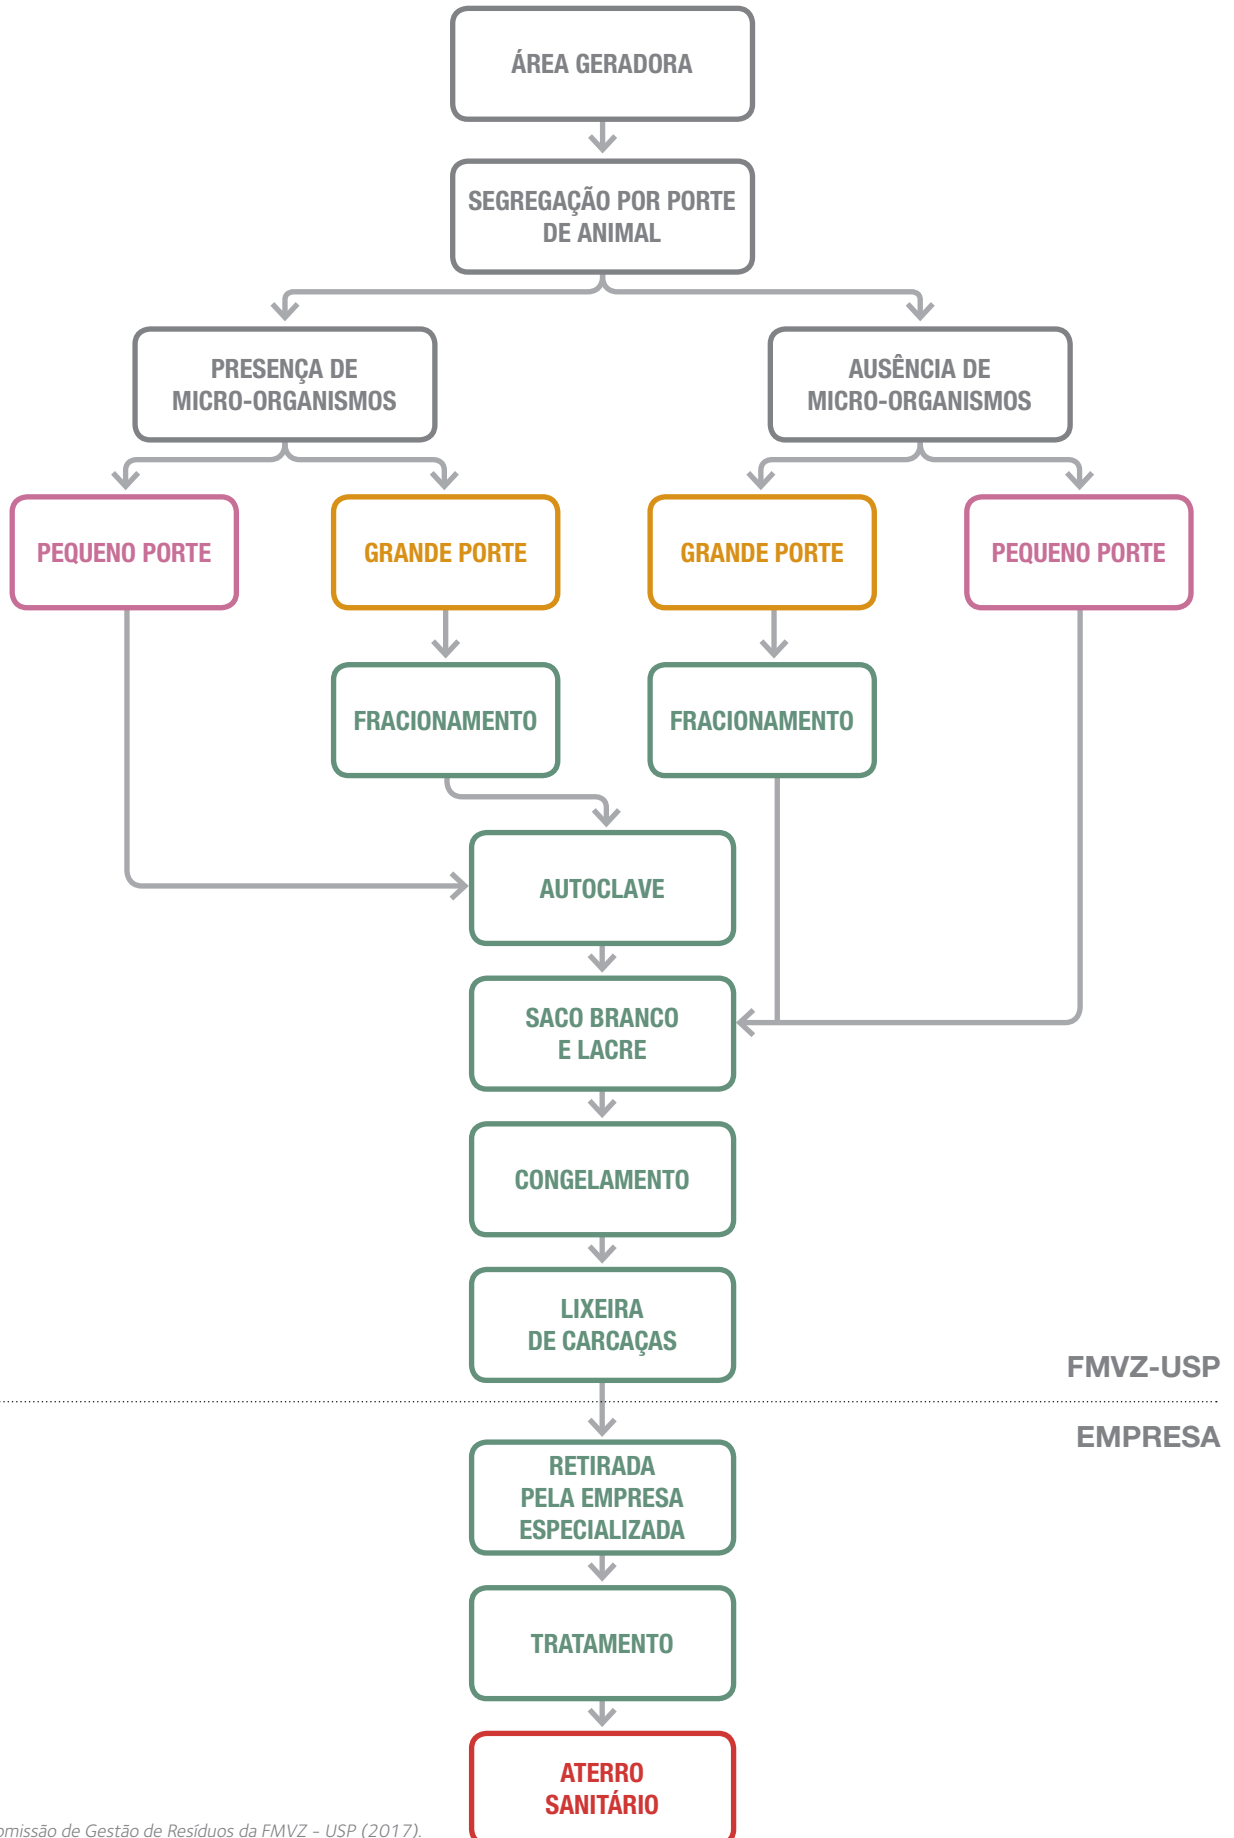 ÁREA GERADORA
SEGREGAÇÃO POR PORTE
DE ANIMAL
PRESENÇA DE
MICRO-ORGANISMOS
AUSÊNCIA DE
MICRO-ORGANISMOS
PEQUENO PORTE
GRANDE PORTE
GRANDE PORTE
PEQUENO PORTE
FRACIONAMENTO
FRACIONAMENTO
AUTOCLAVE
SACO BRANCO
E LACRE
CONGELAMENTO
LIXEIRA
DE CARCAÇAS
FMVZ-USP
EMPRESA
RETIRADA
PELA EMPRESA
ESPECIALIZADA
TRATAMENTO
ATERRO
SANITÁRIO
omissão de Gestão de Resíduos da FMVZ - USP (2017).